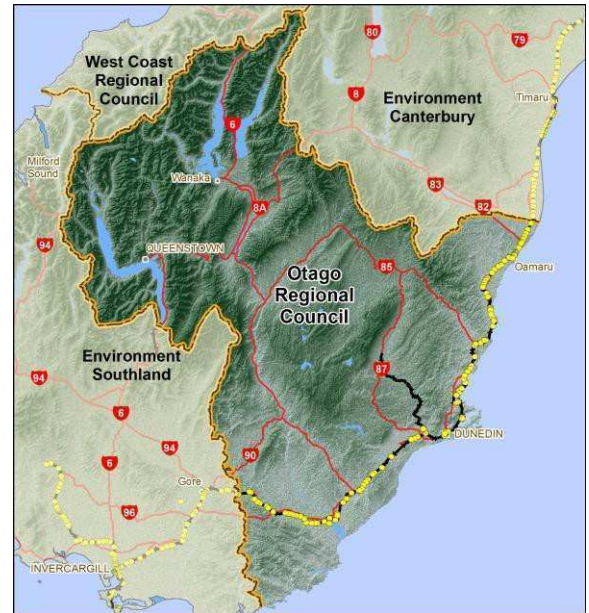 80
79
West Coast
Regional
Council
8
Timaru
Environment
Canterbury
6
Milford
Sound
Wanaka
83
82
8A
94
QUEENSTOWN
85
Oamaru
Otago
Regional
Council
Environment
Southland
87
94
6
DUNEDIN
94
90
6
Gore
96
INVERCARGILL